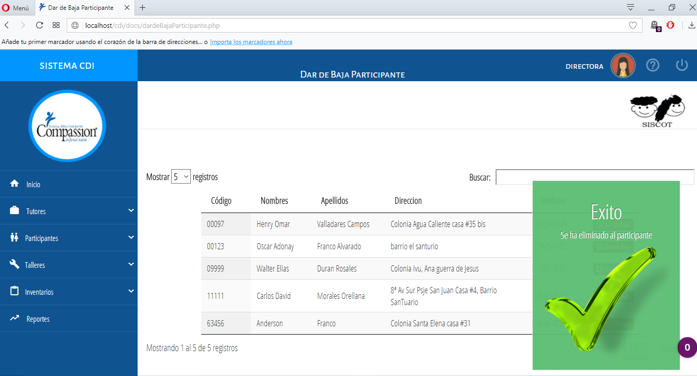 Menú
Dar de Baja Participante
localhost/cdi/docs/dardeBajaParticipante.php
Añade tu primer marcador usando el corazón de la barra de direcciones... o Importa los marcadores ahora
SISTEMA CDI
DIRECTORA
Dar de Baja Participante
Compassion
SISCOT
Inicio
Tutores
Participantes
Talleres
Inventarios
Reportes
Mostrar 5 registros
Buscar:
Código Nombres Apellidos Direccion
00097 Henry Omar Valladares Campos Colonia Agua Caliente casa #35 bis
00123 Oscar Adonay Franco Alvarado barrio el santurio
09999 Walter Elias Duran Rosales Colonia Ivu, Ana guerra de Jesus
11111 Carlos David Morales Orellana 8ª Av Sur Psje San Juan Casa #4, Barrio SanTuario
63456 Anderson Franco Colonia Santa Elena casa #31
Mostrando 1 al 5 de 5 registros
Exito
Se ha eliminado al participante
0